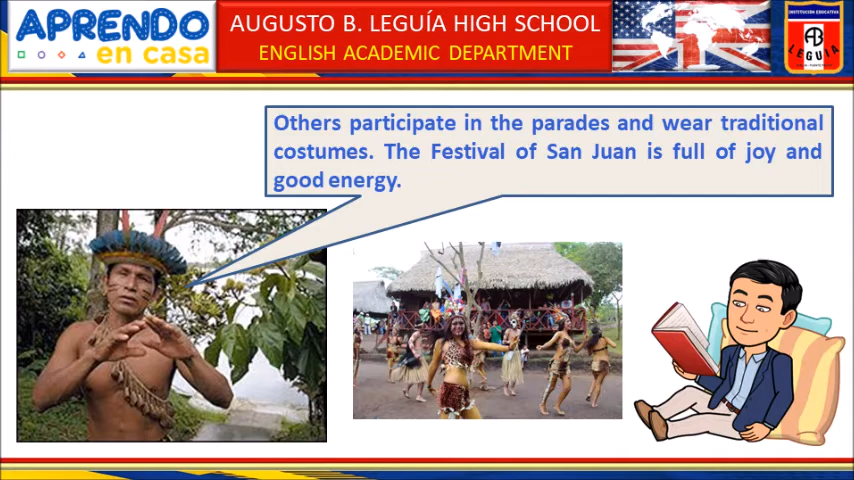 APRENDO
en casa
AUGUSTO B. LEGUÍA HIGH SCHOOL
ENGLISH ACADEMIC DEPARTMENT
INSTITUCIÓN EDUCATIVA
AB
LEGUIA
Others participate in the parades and wear traditional
costumes. The Festival of San Juan is full of joy and
good energy.